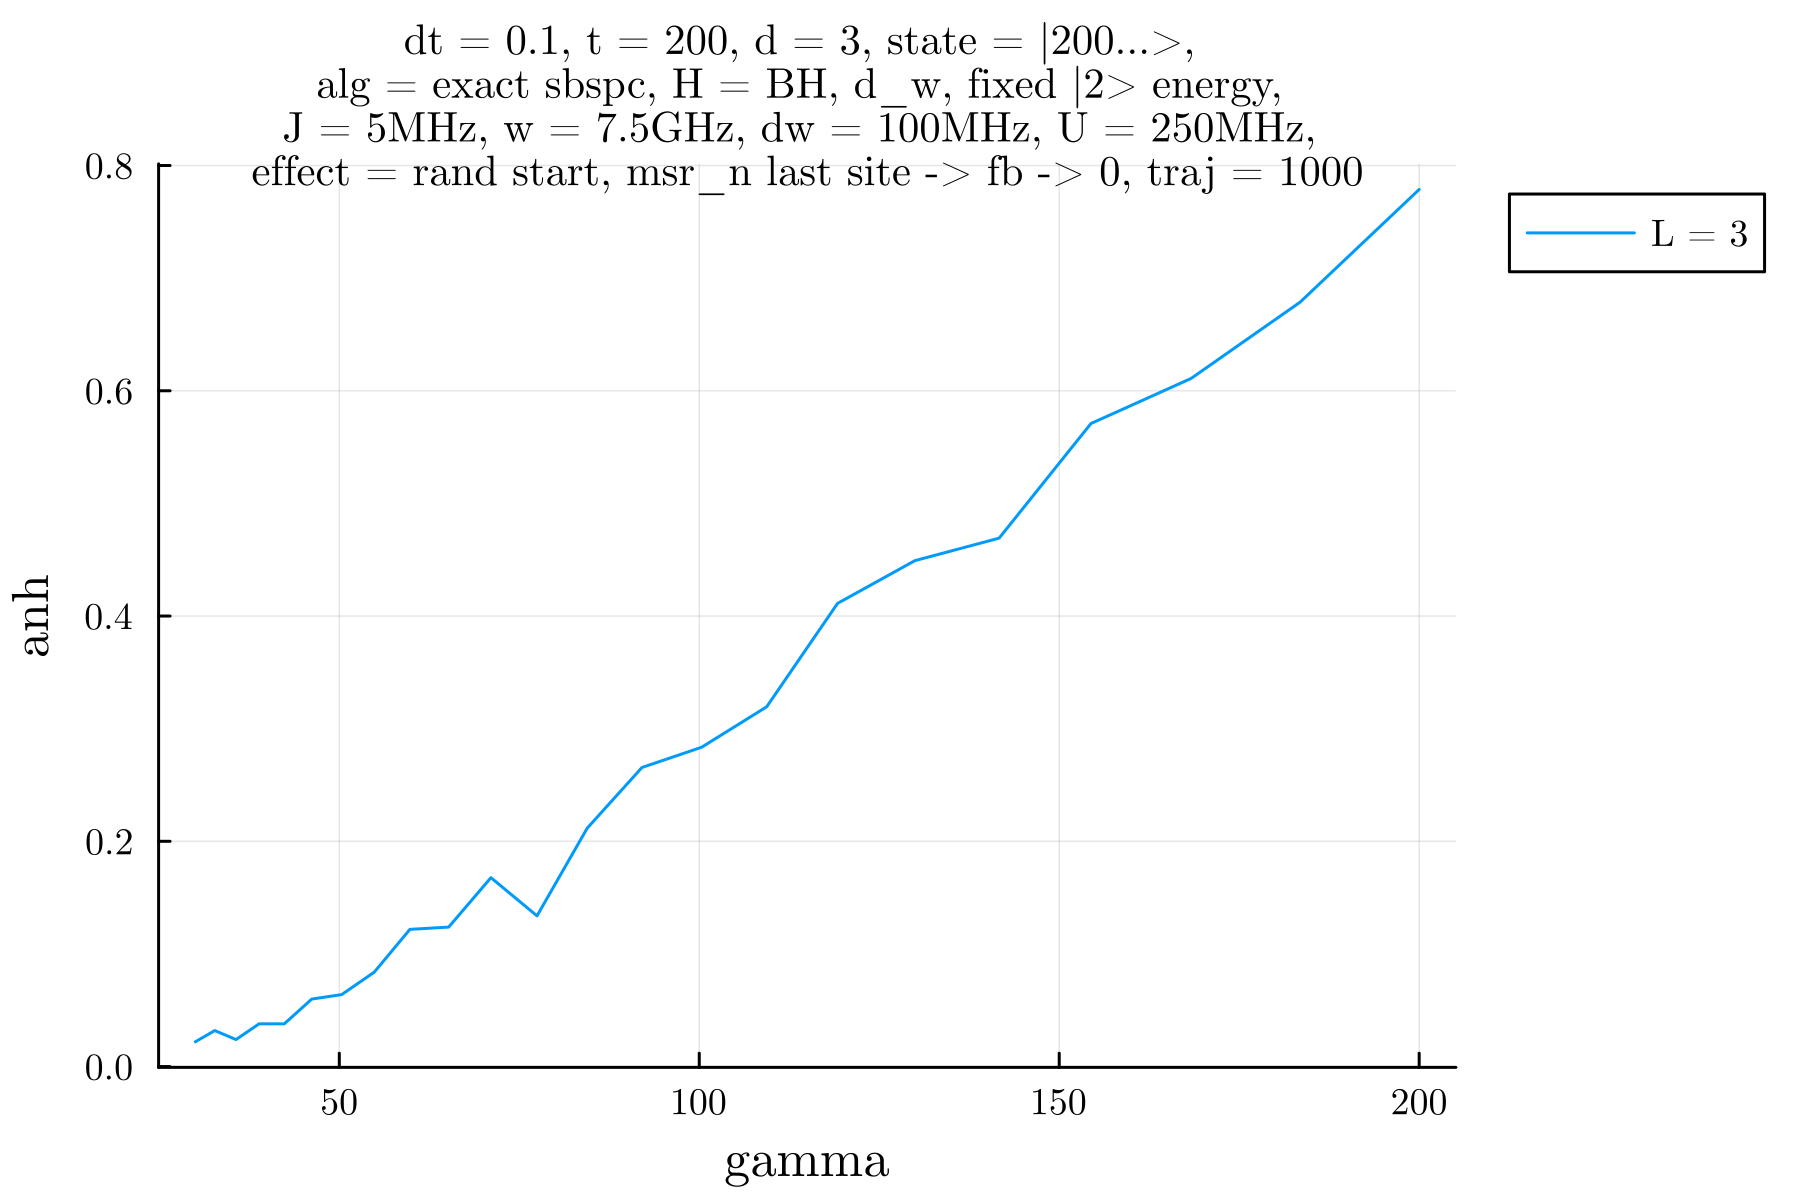 dt = 0.1, t = 200, d = 3, state = |200...>,
alg = exact sbspc, H = BH, d_w, fixed |2> energy,
J = 5MHz, w = 7.5GHz, dw = 100MHz, U = 250MHz,
effect = rand start, msr_n last site -> fb -> 0, traj = 1000
0.8
0.6
0.4
0.2
0.0
anh
50 100 150 200
gamma
L = 3